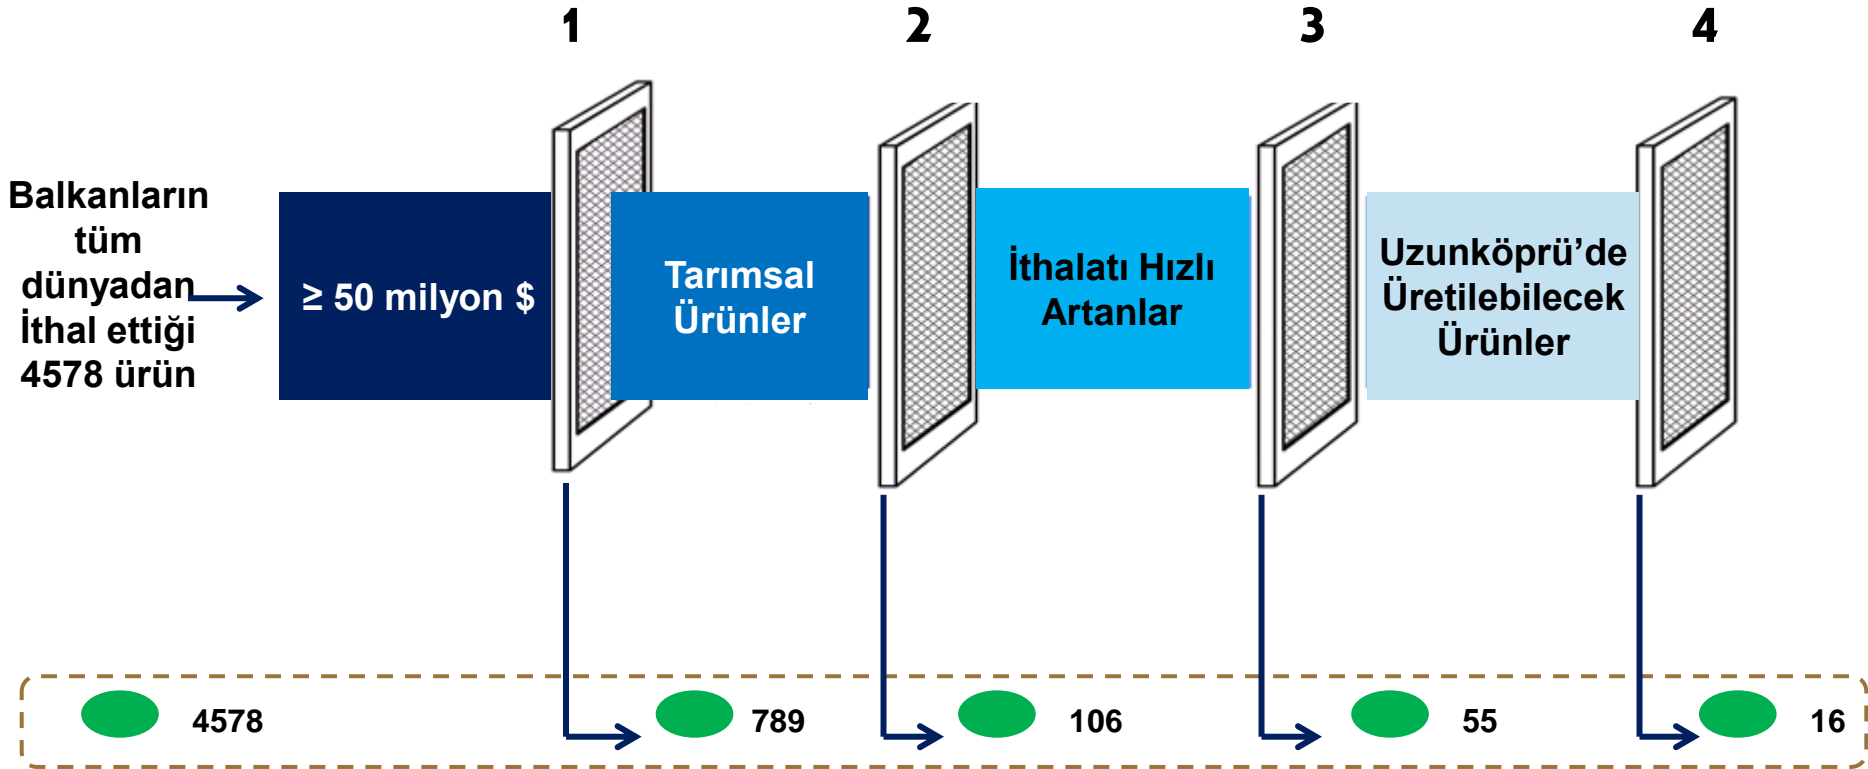 1
2
3
4
Balkanların
tüm
dünyadan
İthal ettiği
4578 ürün
≥ 50 milyon $
Tarımsal
Ürünler
İthalatı Hızlı
Artanlar
Uzunköprü’de
Üretilebilecek
Ürünler
4578
789
106
55
16